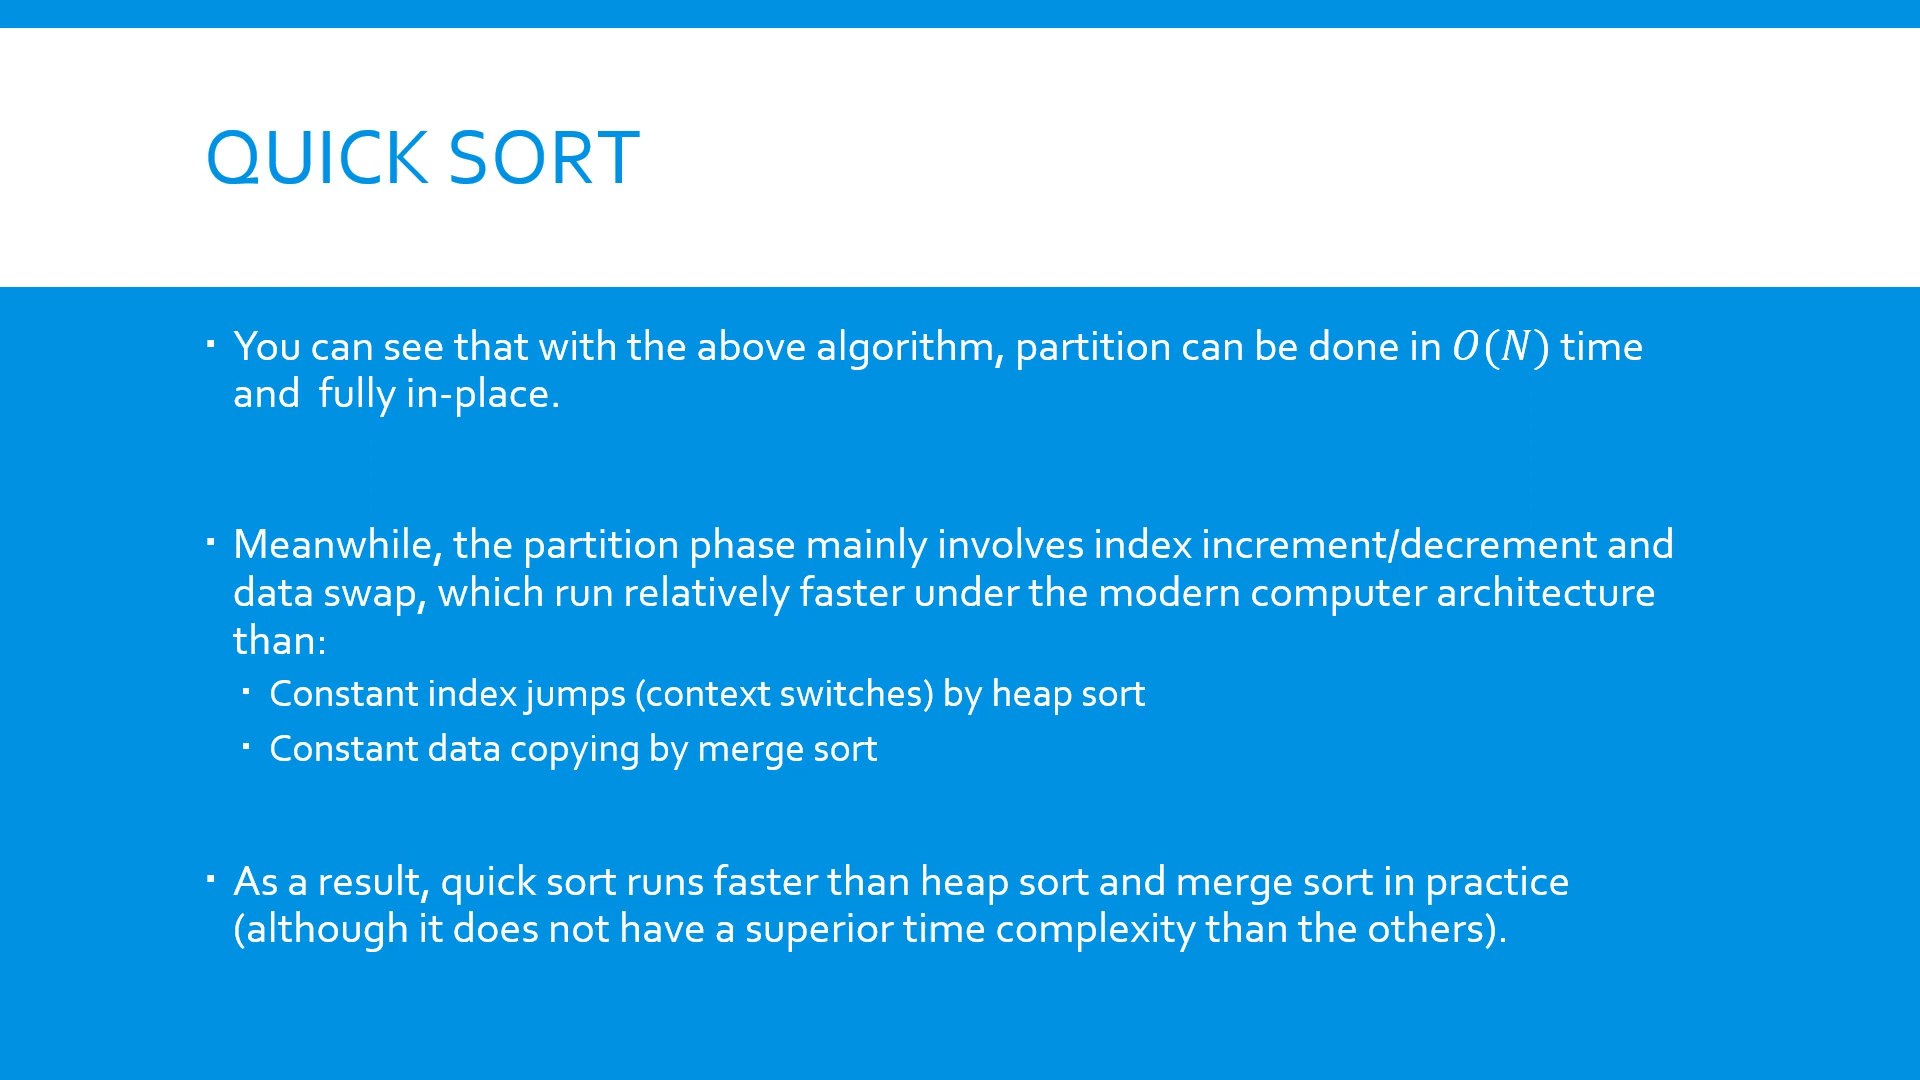 QUICK SORT
▪ You can see that with the above algorithm, partition can be done in O(N) time
and  fully in-place.
▪ Meanwhile, the partition phase mainly involves index increment/decrement and
data swap, which run relatively faster under the modern computer architecture
than:
▪ Constant index jumps (context switches) by heap sort
▪ Constant data copying by merge sort
▪ As a result, quick sort runs faster than heap sort and merge sort in practice
(although it does not have a superior time complexity than the others).